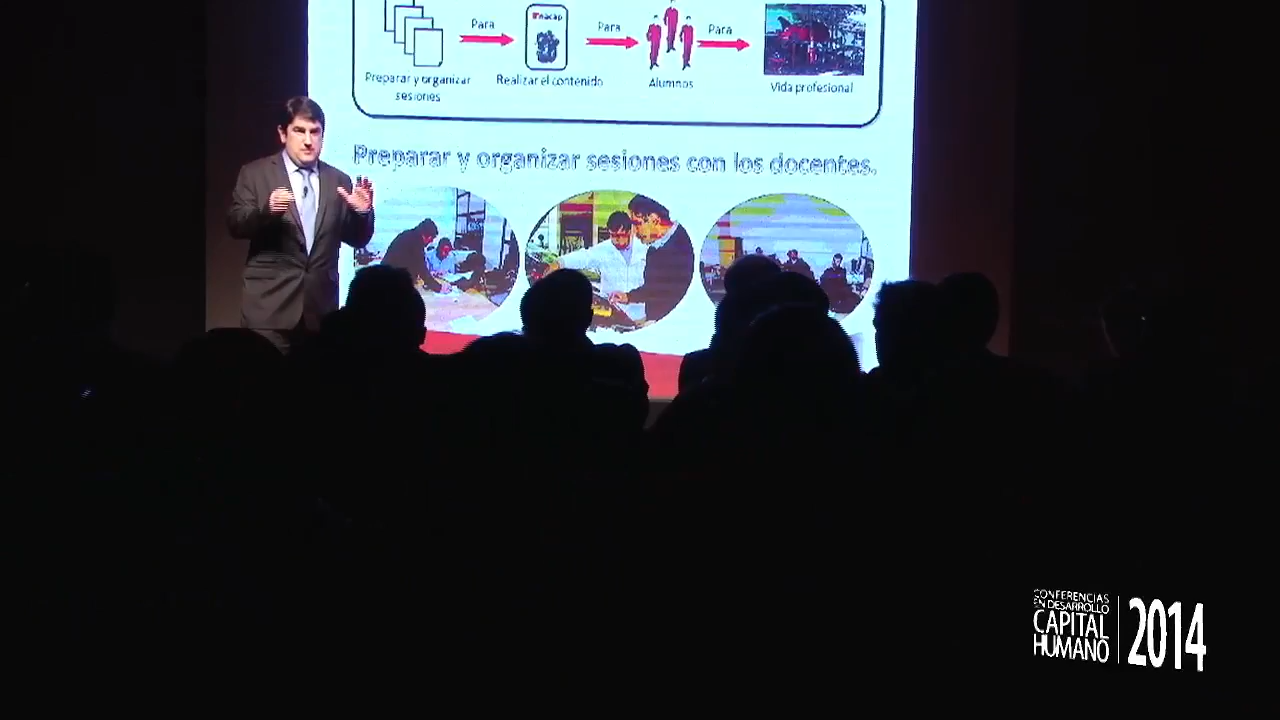 Para
Para
Para
inacap
Preparar y organizar
sesiones
Realizar el contenido
Alumnos
Vida profesional
Preparar y organizar sesiones con los docentes.
CONFERENCIAS
EN DESARROLLO
CAPITAL
HUMANO
2014